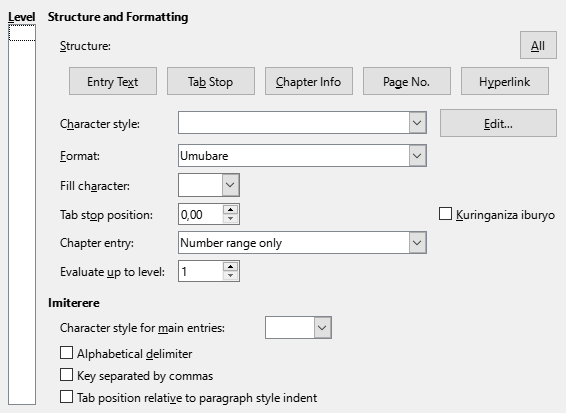 Level Structure and Formatting
Structure: All
Entry Text Tab Stop Chapter Info Page No. Hyperlink
Character style: Edit...
Format: Umubare
Fill character:
Tab stop position: 0,00 Kuringaniza iburyo
Chapter entry: Number range only
Evaluate up to level: 1
Imiterere
Character style for main entries:
Alphabetical delimiter
Key separated by commas
Tab position relative to paragraph style indent